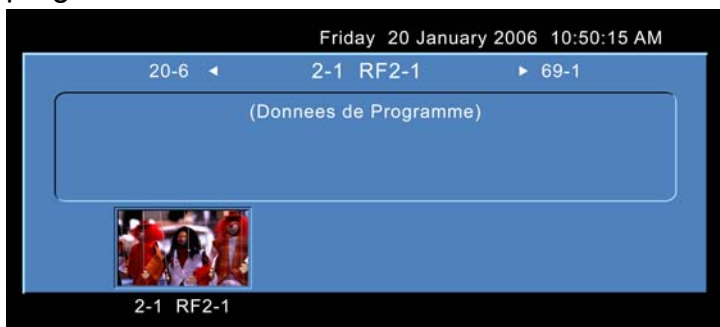 Friday 20 January 2006 10:50:15 AM
20-6 ◄ 2-1 RF2-1 ► 69-1
(Donnees de Programme)
2-1 RF2-1